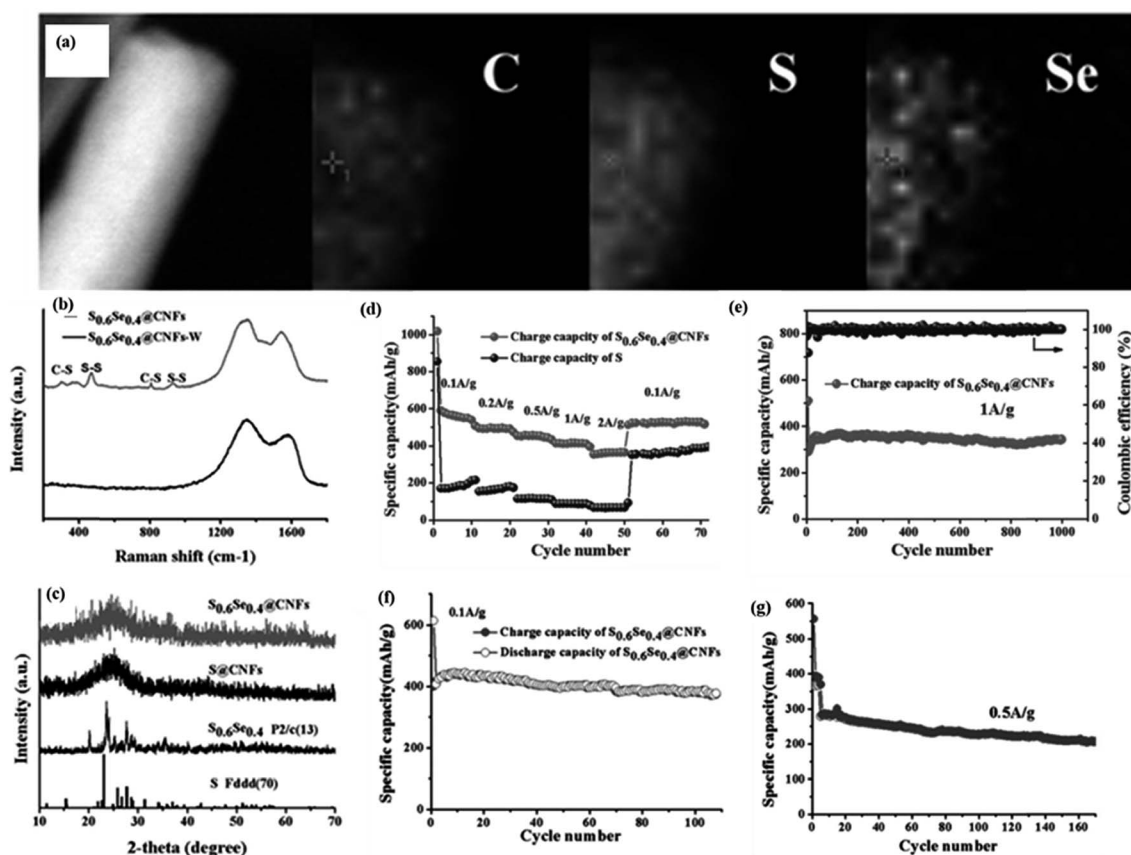 (a)
C
S
Se
(b)
S0.6Se0.4@CNFs
S0.6Se0.4@CNFs-W
C-S
S-S
C-S
S-S
Intensity (a.u.)
400
800
1200
1600
Raman shift (cm-1)
(d)
Charge capacity of S0.6Se0.4@CNFs
Charge capacity of S
0.1A/g
0.2A/g
0.5A/g
1A/g
2A/g
0.1A/g
Specific capacity(mAh/g)
1000
800
600
400
200
0
0
10
20
30
40
50
60
70
Cycle number
(e)
Charge capacity of S0.6Se0.4@CNFs
1A/g
Specific capacity(mAh/g)
800
600
400
200
0
0
200
400
600
800
1000
Cycle number
100
80
60
40
20
0
Coulombic efficiency (%)
(c)
S0.6Se0.4@CNFs
S@CNFs
S0.6Se0.4 P2/c(13)
S Fddd(70)
Intensity (a.u.)
10
20
30
40
50
60
70
2-theta (degree)
(f)
0.1A/g
Charge capacity of S0.6Se0.4@CNFs
Discharge capacity of S0.6Se0.4@CNFs
Specific capacity(mAh/g)
600
400
200
0
0
20
40
60
80
100
Cycle number
(g)
0.5A/g
Specific capacity(mAh/g)
600
500
400
300
200
100
0
0
20
40
60
80
100
120
140
160
Cycle number